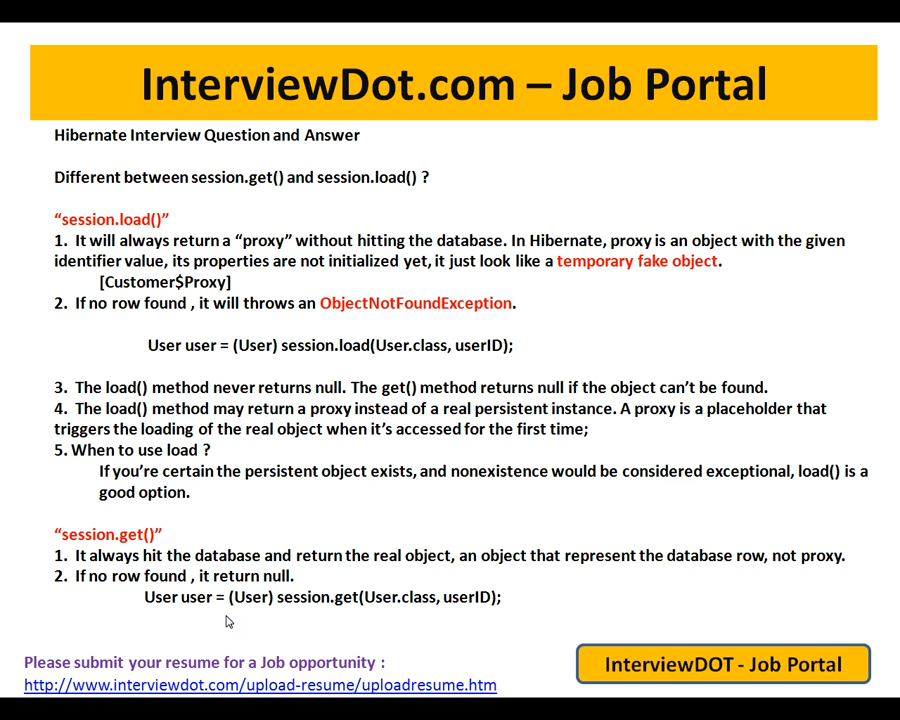 InterviewDot.com – Job Portal
Hibernate Interview Question and Answer
Different between session.get() and session.load() ?
“session.load()”
1. It will always return a “proxy” without hitting the database. In Hibernate, proxy is an object with the given
identifier value, its properties are not initialized yet, it just look like a temporary fake object.
[Customer$Proxy]
2. If no row found , it will throws an ObjectNotFoundException.
User user = (User) session.load(User.class, userID);
3. The load() method never returns null. The get() method returns null if the object can’t be found.
4. The load() method may return a proxy instead of a real persistent instance. A proxy is a placeholder that
triggers the loading of the real object when it’s accessed for the first time;
5. When to use load ?
If you’re certain the persistent object exists, and nonexistence would be considered exceptional, load() is a
good option.
“session.get()”
1. It always hit the database and return the real object, an object that represent the database row, not proxy.
2. If no row found , it return null.
User user = (User) session.get(User.class, userID);
Please submit your resume for a Job opportunity :
http://www.interviewdot.com/upload-resume/uploadresume.htm
InterviewDOT - Job Portal